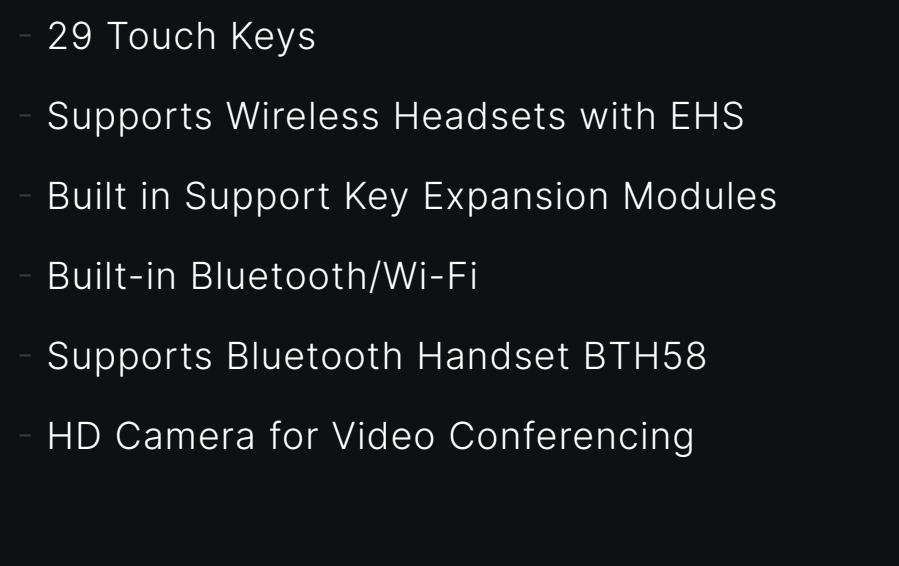 - 29 Touch Keys
- Supports Wireless Headsets with EHS
- Built in Support Key Expansion Modules
- Built-in Bluetooth/Wi-Fi
- Supports Bluetooth Handset BTH58
- HD Camera for Video Conferencing